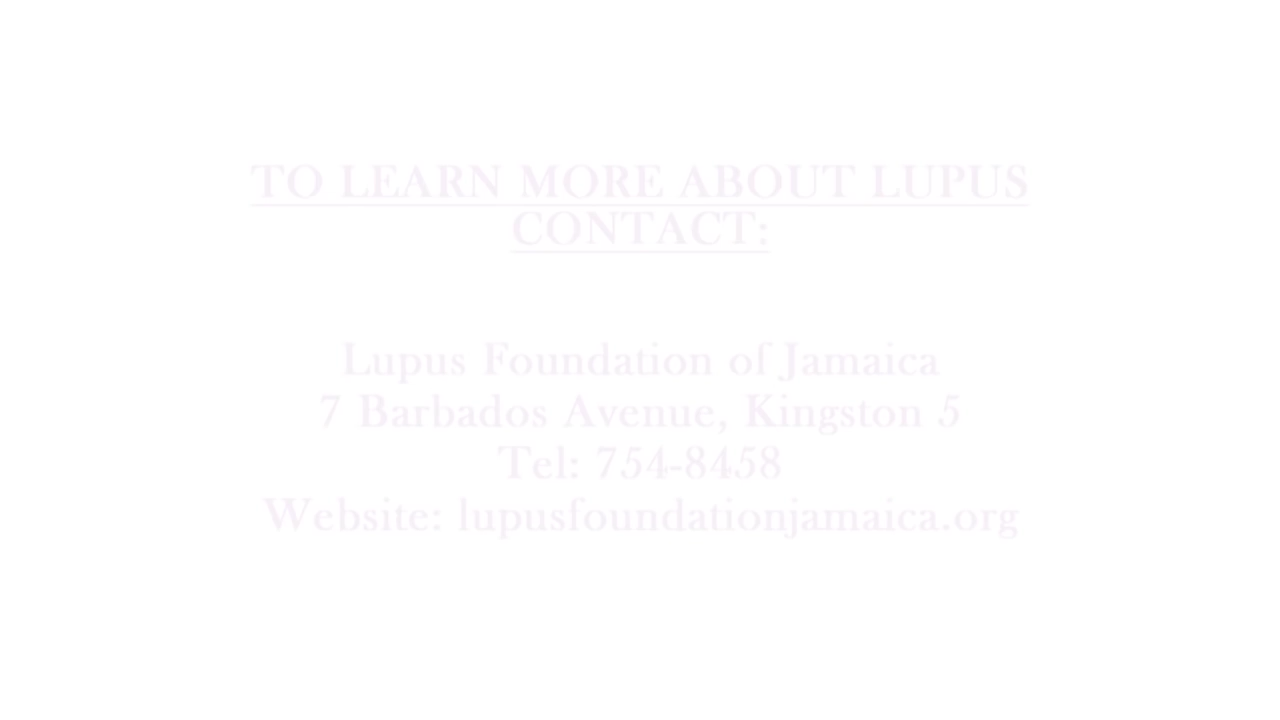 TO LEARN MORE ABOUT LUPUS
CONTACT:
Lupus Foundation of Jamaica
7 Barbados Avenue, Kingston 5
Tel: 754-8458
Website: lupusfoundationjamaica.org